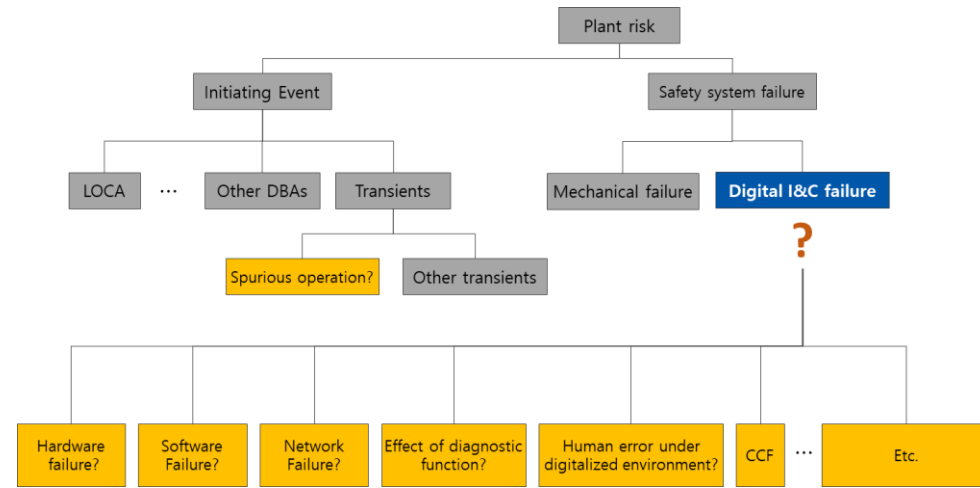 Plant risk
Initiating Event
Safety system failure
LOCA
...
Other DBAs
Transients
Mechanical failure
Digital I&C failure
?
Spurious operation?
Other transients
Hardware
failure?
Software
Failure?
Network
Failure?
Effect of diagnostic
function?
Human error under
digitalized environment?
CCF
...
Etc.